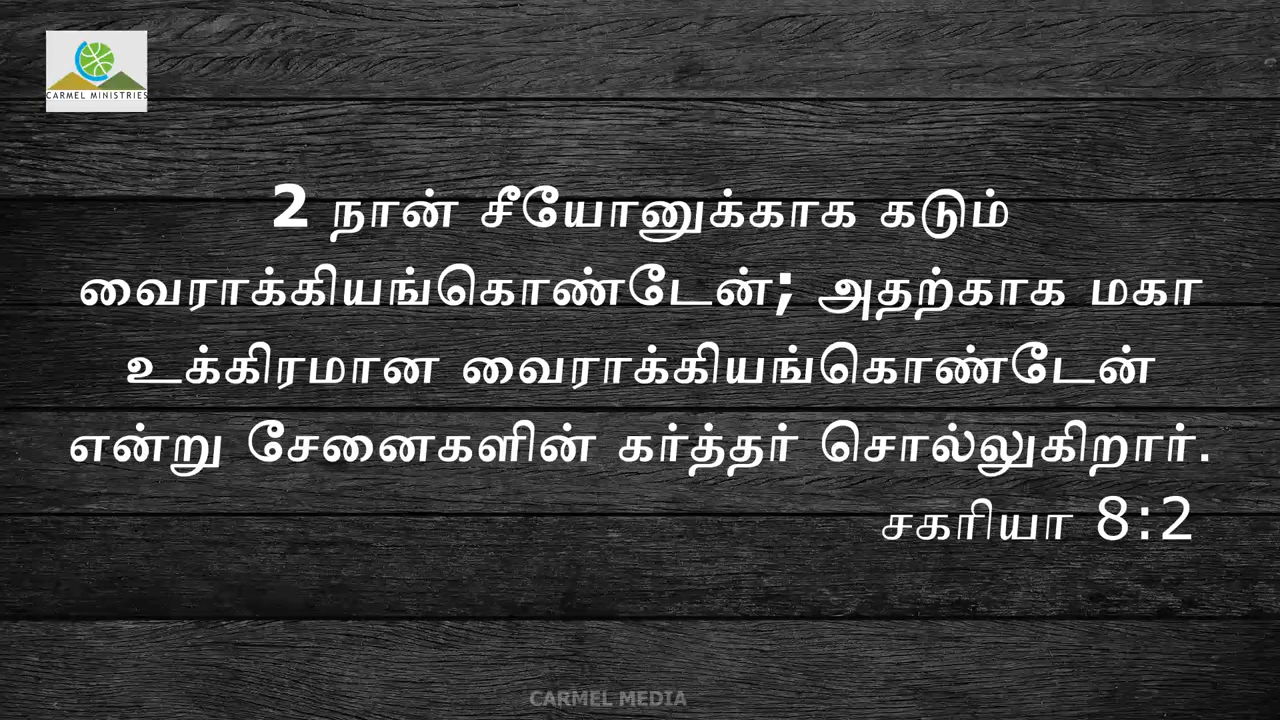 CARMEL MINISTRIES
2 நான் சீயோனுக்காக கடும்
வைராக்கியங்கொண்டேன்; அதற்காக மகா
உக்கிரமான வைராக்கியங்கொண்டேன்
என்று சேனைகளின் கர்த்தர் சொல்லுகிறார்.
சகரியா 8:2
CARMEL MEDIA